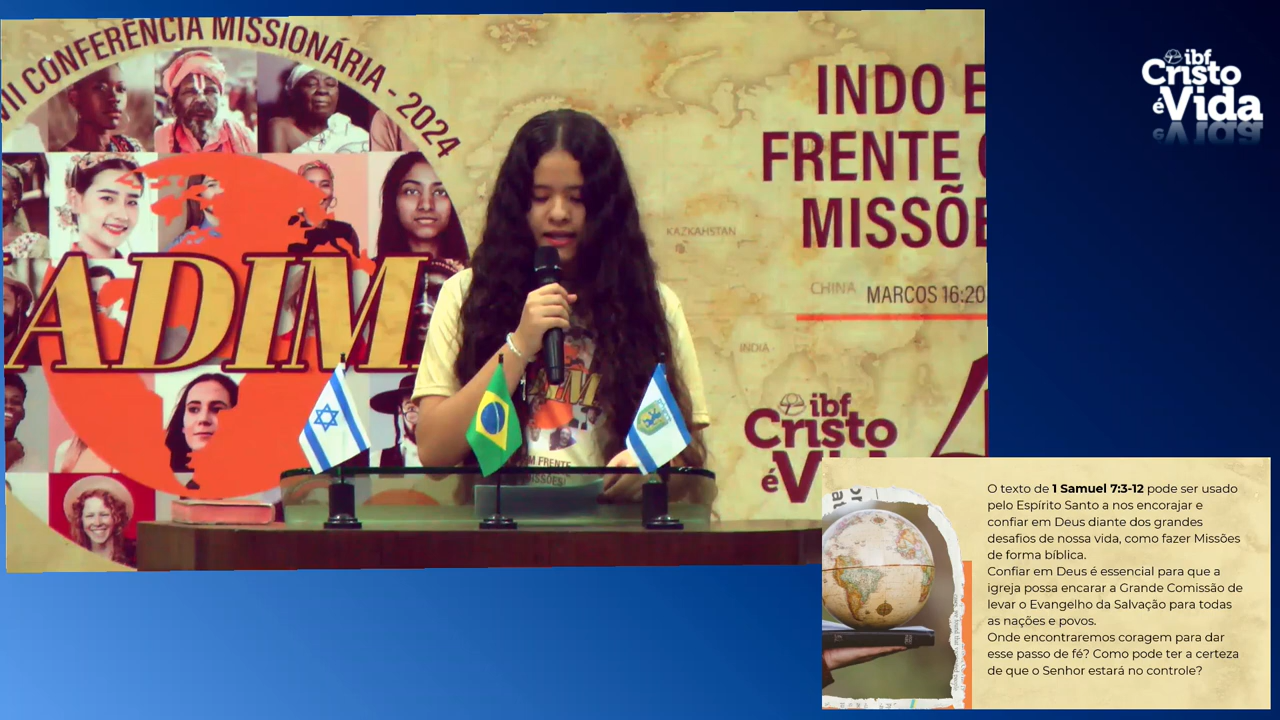 VII CONFERÊNCIA MISSIONÁRIA - 2024
ADIM
INDO E
FRENTE
MISSÕE
KAZAKHSTAN
CHINA
MARCOS 16:20
INDIA
ibf
Cristo
é V
ADIM
M FRENTE
MISSÕES!
ibf
Cristo
é Vida
O texto de 1 Samuel 7:3-12 pode ser usado
pelo Espírito Santo a nos encorajar e
confiar em Deus diante dos grandes
desafios de nossa vida, como fazer Missões
de forma bíblica.
Confiar em Deus é essencial para que a
igreja possa encarar a Grande Comissão de
levar o Evangelho da Salvação para todas
as nações e povos.
Onde encontraremos coragem para dar
esse passo de fé? Como pode ter a certeza
de que o Senhor estará no controle?